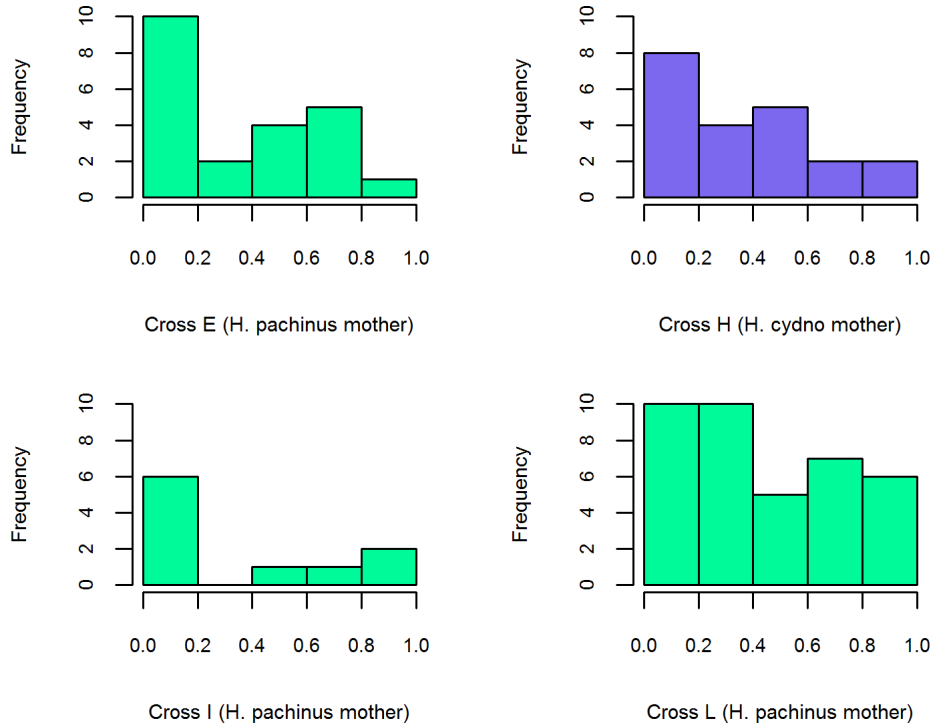 Frequency
0 2 4 6 8 10
0.0 0.2 0.4 0.6 0.8 1.0
Cross E (H. pachinus mother)
Frequency
0 2 4 6 8 10
0.0 0.2 0.4 0.6 0.8 1.0
Cross H (H. cydno mother)
Frequency
0 2 4 6 8 10
0.0 0.2 0.4 0.6 0.8 1.0
Cross I (H. pachinus mother)
Frequency
0 2 4 6 8 10
0.0 0.2 0.4 0.6 0.8 1.0
Cross L (H. pachinus mother)